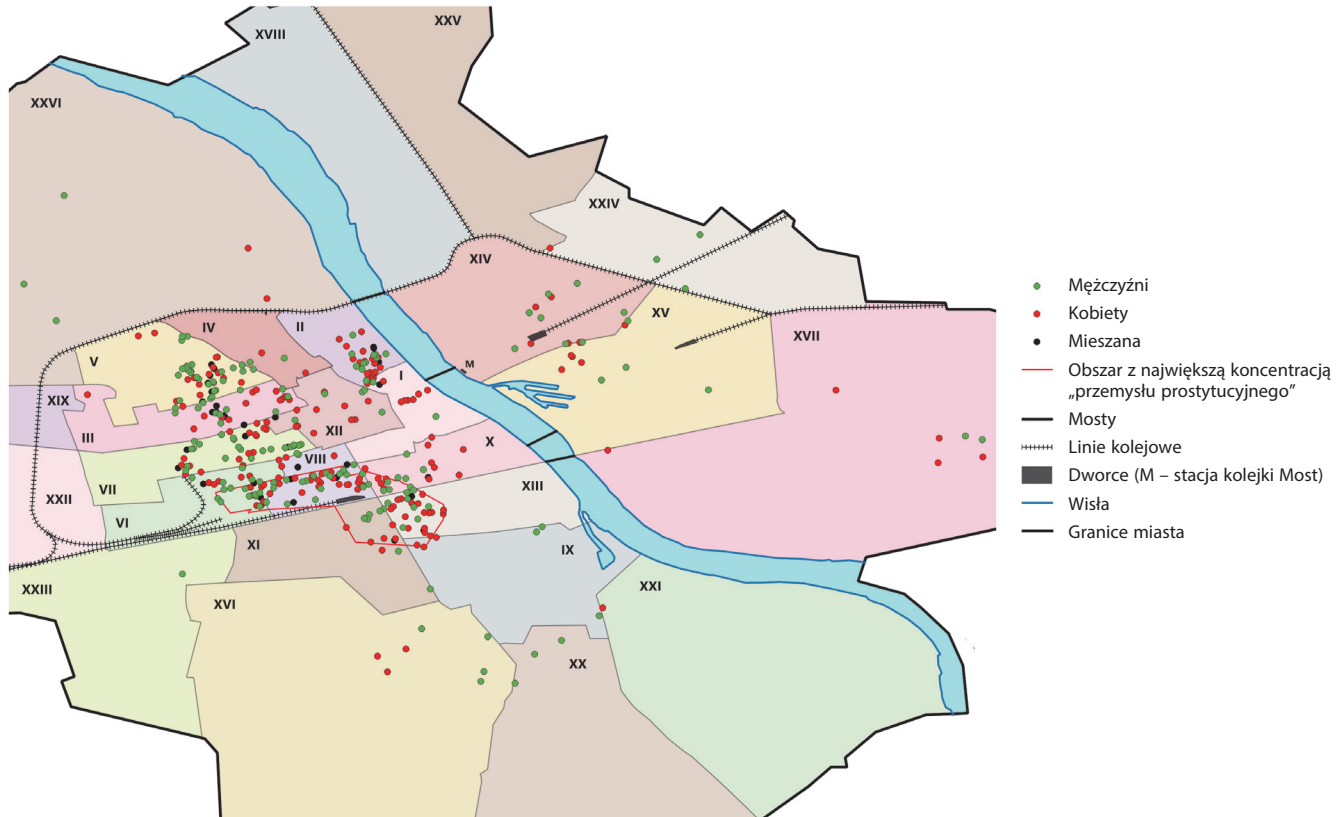 XXV
XVIII
XXVI
XXIV
XIV
XV
XVII
IV
II
V
M
I
XIX
III
XII
X
VIII
XXII
VII
XIII
VI
XI
IX
XXIII
XVI
XXI
XX
Mężczyźni
Kobiety
Mieszana
Obszar z największą koncentracją
„przemysłu prostytucyjnego”
Mosty
Linie kolejowe
Dworce (M – stacja kolejki Most)
Wisła
Granice miasta